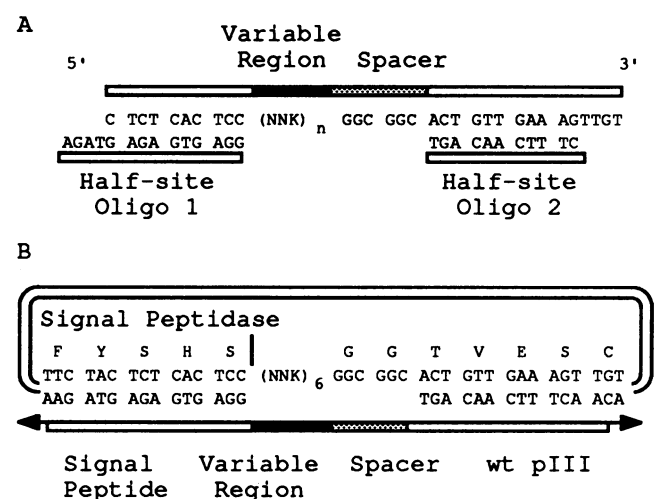 A
Variable
5' Region Spacer 3'
C TCT CAC TCC (NNK) n GGC GGC ACT GTT GAA AGTTGT
AGATG AGA GTG AGG TGA CAA CTT TC
Half-site Half-site
Oligo 1 Oligo 2
B
Signal Peptidase
F Y S H S G G T V E S C
TTC TAC TCT CAC TCC (NNK) 6 GGC GGC ACT GTT GAA AGT TGT
AAG ATG AGA GTG AGG TGA CAA CTT TCA ACA
Signal Variable Spacer wt pIII
Peptide Region